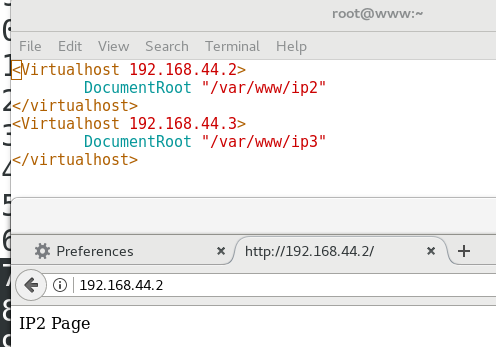 root@www:~
File Edit View Search Terminal Help
<Virtualhost 192.168.44.2>
DocumentRoot "/var/www/ip2"
</virtualhost>
<Virtualhost 192.168.44.3>
DocumentRoot "/var/www/ip3"
</virtualhost>
Preferences × http://192.168.44.2/ × +
192.168.44.2
IP2 Page